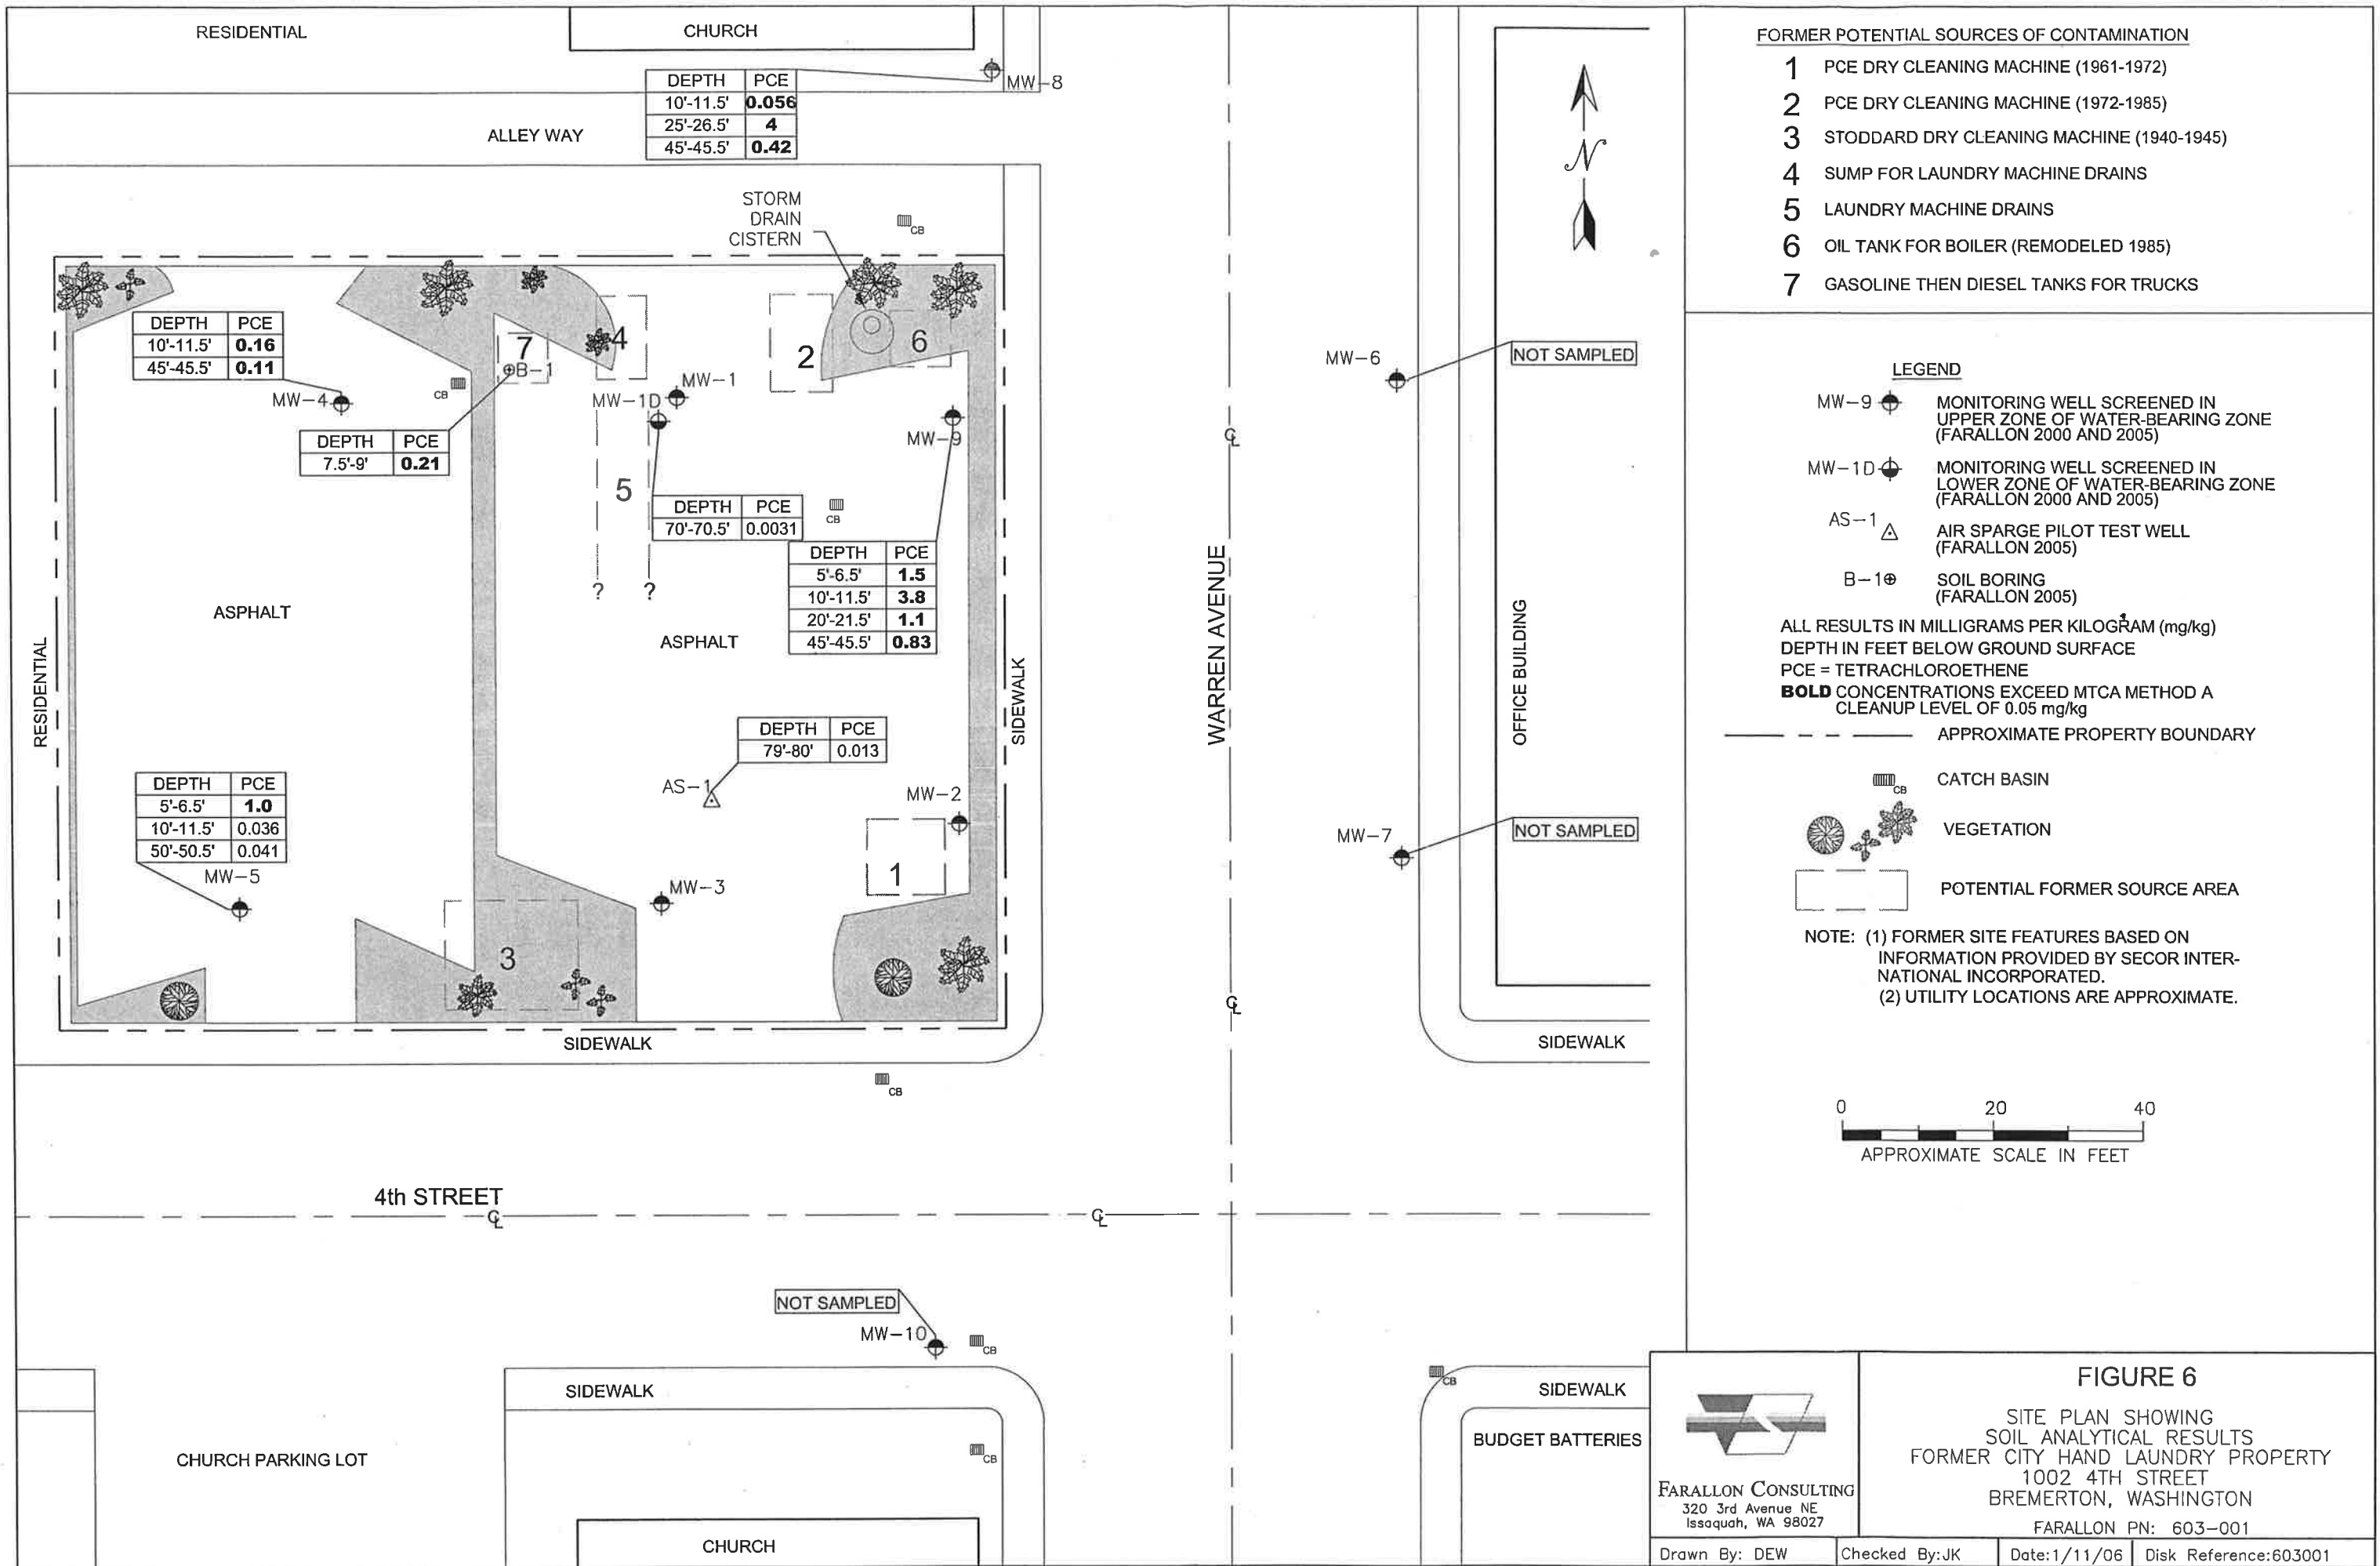 RESIDENTIAL
CHURCH
MW-8
DEPTH PCE
10'-11.5' 0.056
25'-26.5' 4
45'-45.5' 0.42
ALLEY WAY
STORM
DRAIN
CISTERN
CB
DEPTH PCE
10'-11.5' 0.16
45'-45.5' 0.11
MW-4
CB
7
B-1
4
2
6
MW-1
MW-1D
MW-9
DEPTH PCE
7.5'-9' 0.21
5
DEPTH PCE
70'-70.5' 0.0031
CB
DEPTH PCE
5'-6.5' 1.5
10'-11.5' 3.8
20'-21.5' 1.1
45'-45.5' 0.83
? ?
ASPHALT
ASPHALT
RESIDENTIAL
SIDEWALK
DEPTH PCE
79'-80' 0.013
AS-1
MW-2
1
DEPTH PCE
5'-6.5' 1.0
10'-11.5' 0.036
50'-50.5' 0.041
MW-5
MW-3
3
SIDEWALK
CB
WARREN AVENUE
CL
CL
MW-6
NOT SAMPLED
OFFICE BUILDING
MW-7
NOT SAMPLED
SIDEWALK
4th STREET
CL
CL
NOT SAMPLED
MW-10
CB
SIDEWALK
CB
CHURCH PARKING LOT
CHURCH
CB
SIDEWALK
BUDGET BATTERIES
N
FORMER POTENTIAL SOURCES OF CONTAMINATION
1 PCE DRY CLEANING MACHINE (1961-1972)
2 PCE DRY CLEANING MACHINE (1972-1985)
3 STODDARD DRY CLEANING MACHINE (1940-1945)
4 SUMP FOR LAUNDRY MACHINE DRAINS
5 LAUNDRY MACHINE DRAINS
6 OIL TANK FOR BOILER (REMODELED 1985)
7 GASOLINE THEN DIESEL TANKS FOR TRUCKS
LEGEND
MW-9 MONITORING WELL SCREENED IN
UPPER ZONE OF WATER-BEARING ZONE
(FARALLON 2000 AND 2005)
MW-1D MONITORING WELL SCREENED IN
LOWER ZONE OF WATER-BEARING ZONE
(FARALLON 2000 AND 2005)
AS-1 AIR SPARGE PILOT TEST WELL
(FARALLON 2005)
B-1 SOIL BORING
(FARALLON 2005)
ALL RESULTS IN MILLIGRAMS PER KILOGRAM (mg/kg)
DEPTH IN FEET BELOW GROUND SURFACE
PCE = TETRACHLOROETHENE
BOLD CONCENTRATIONS EXCEED MTCA METHOD A
CLEANUP LEVEL OF 0.05 mg/kg
APPROXIMATE PROPERTY BOUNDARY
CB CATCH BASIN
VEGETATION
POTENTIAL FORMER SOURCE AREA
NOTE: (1) FORMER SITE FEATURES BASED ON
INFORMATION PROVIDED BY SECOR INTER-
NATIONAL INCORPORATED.
(2) UTILITY LOCATIONS ARE APPROXIMATE.
0 20 40
APPROXIMATE SCALE IN FEET
FARALLON CONSULTING
320 3rd Avenue NE
Issaquah, WA 98027
FIGURE 6
SITE PLAN SHOWING
SOIL ANALYTICAL RESULTS
FORMER CITY HAND LAUNDRY PROPERTY
1002 4TH STREET
BREMERTON, WASHINGTON
FARALLON PN: 603-001
Drawn By: DEW Checked By:JK Date:1/11/06 Disk Reference:603001